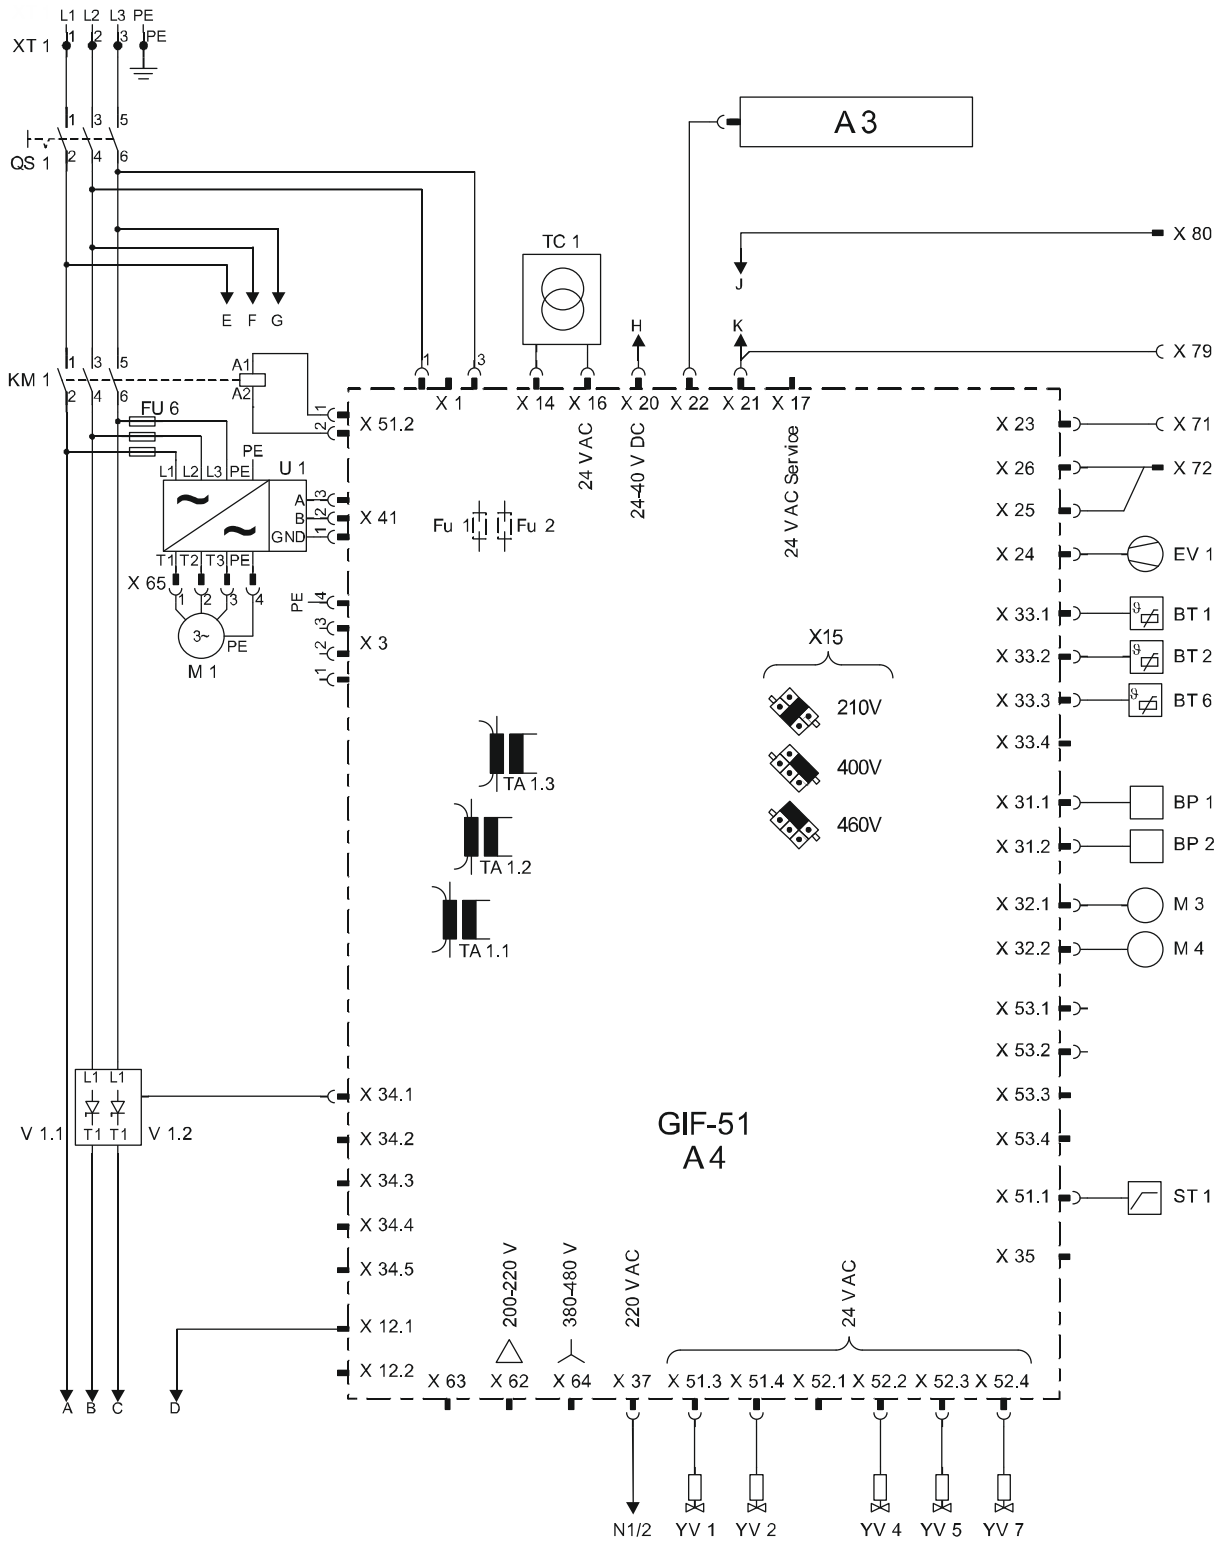 L1 L2 L3 PE
XT 1 1 2 3 PE
1 3 5
QS 1 2 4 6
A 3
X 80
TC 1
J
E F G
H K
X 79
1 3 5
KM 1 2 4 6
A1
A2
FU 6
1 3
X 1 X 14 X 16 X 20 X 22 X 21 X 17
1
2
X 51.2
24 V AC
24-40 V DC
24 V AC Service
X 23 X 71
X 26 X 72
X 25
X 24 EV 1
L1 L2 L3 PE PE U 1
A 3
B 2
GND 1
X 41
Fu 1 Fu 2
T1 T2 T3 PE
X 65 1 2 3 4
3~
PE
M 1
PE 4
3
2
1
X 3
X 33.1 BT 1
X 33.2 BT 2
X 33.3 BT 6
X 33.4
ϑ
ϑ
ϑ
X15
210V
400V
460V
TA 1.3
TA 1.2
TA 1.1
X 31.1 BP 1
X 31.2 BP 2
X 32.1 M 3
X 32.2 M 4
X 53.1
X 53.2
X 53.3
X 53.4
X 51.1 ST 1
X 35
L1 L1
V 1.1 T1 T1 V 1.2
X 34.1
X 34.2
X 34.3
X 34.4
X 34.5
X 12.1
X 12.2
GIF-51
A 4
200-220 V
380-480 V
220 V AC
24 V AC
X 63 X 62 X 64 X 37 X 51.3 X 51.4 X 52.1 X 52.2 X 52.3 X 52.4
A B C D
N1/2 YV 1 YV 2 YV 4 YV 5 YV 7